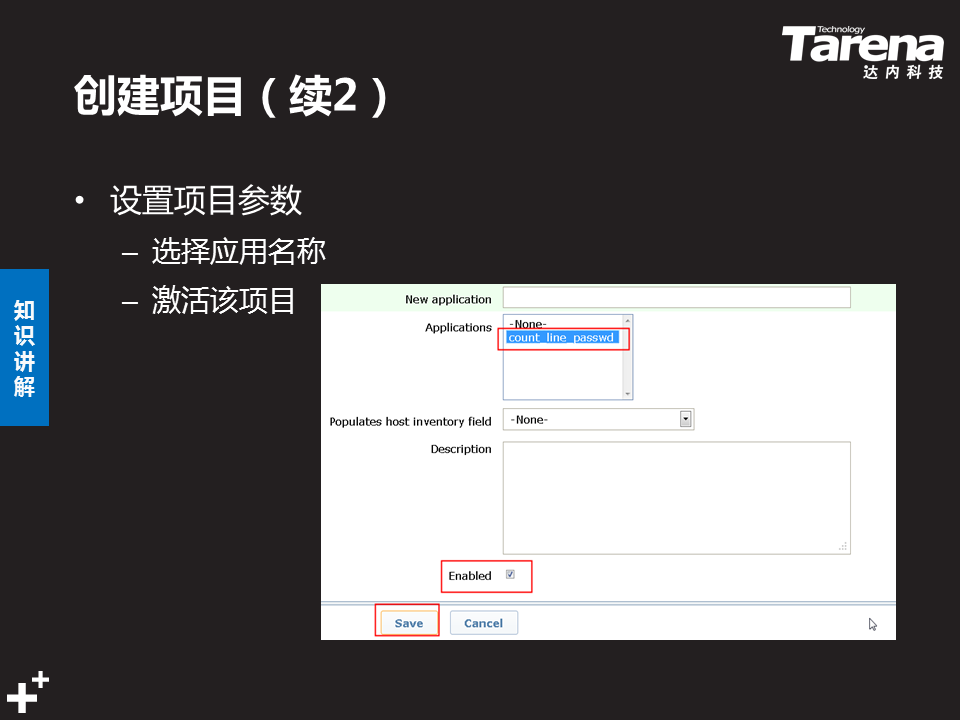 Technology
Tarena
达内科技
创建项目（续2）
• 设置项目参数
– 选择应用名称
– 激活该项目
知识讲解
New application
Applications
-None-
count_line_passwd
Populates host inventory field
-None-
Description
Enabled
Save
Cancel